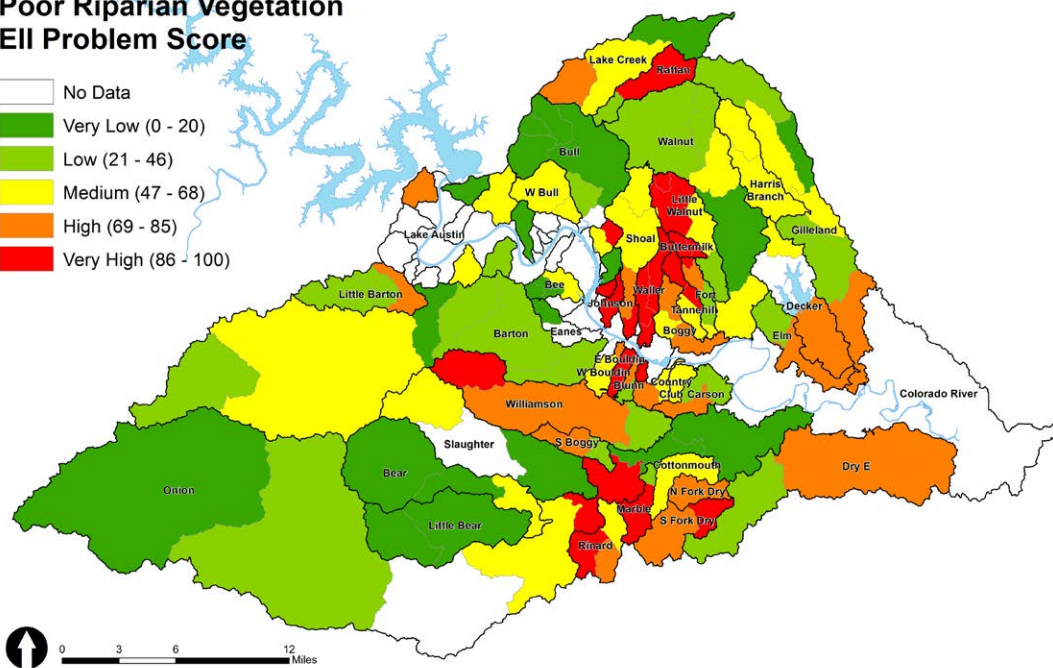 Poor Riparian Vegetation
EII Problem Score
No Data
Very Low (0 - 20)
Low (21 - 46)
Medium (47 - 68)
High (69 - 85)
Very High (86 - 100)
Lake Creek
Rattan
Walnut
Bull
W Bull
Harris
Branch
Little
Walnut
Gilleland
Lake Austin
Shoal
Buttermilk
Bee
Little Barton
Waller
Fort
Johnson
Tannehill
Decker
Boggy
Barton
Eanes
Elm
E Bouldin
W Bouldin
Blunn
Country
Club
Carson
Colorado River
Williamson
Slaughter
S Boggy
Cottonmouth
Dry E
Bear
Onion
N Fork Dry
Marble
S Fork Dry
Little Bear
Rinard
0
3
6
12
Miles